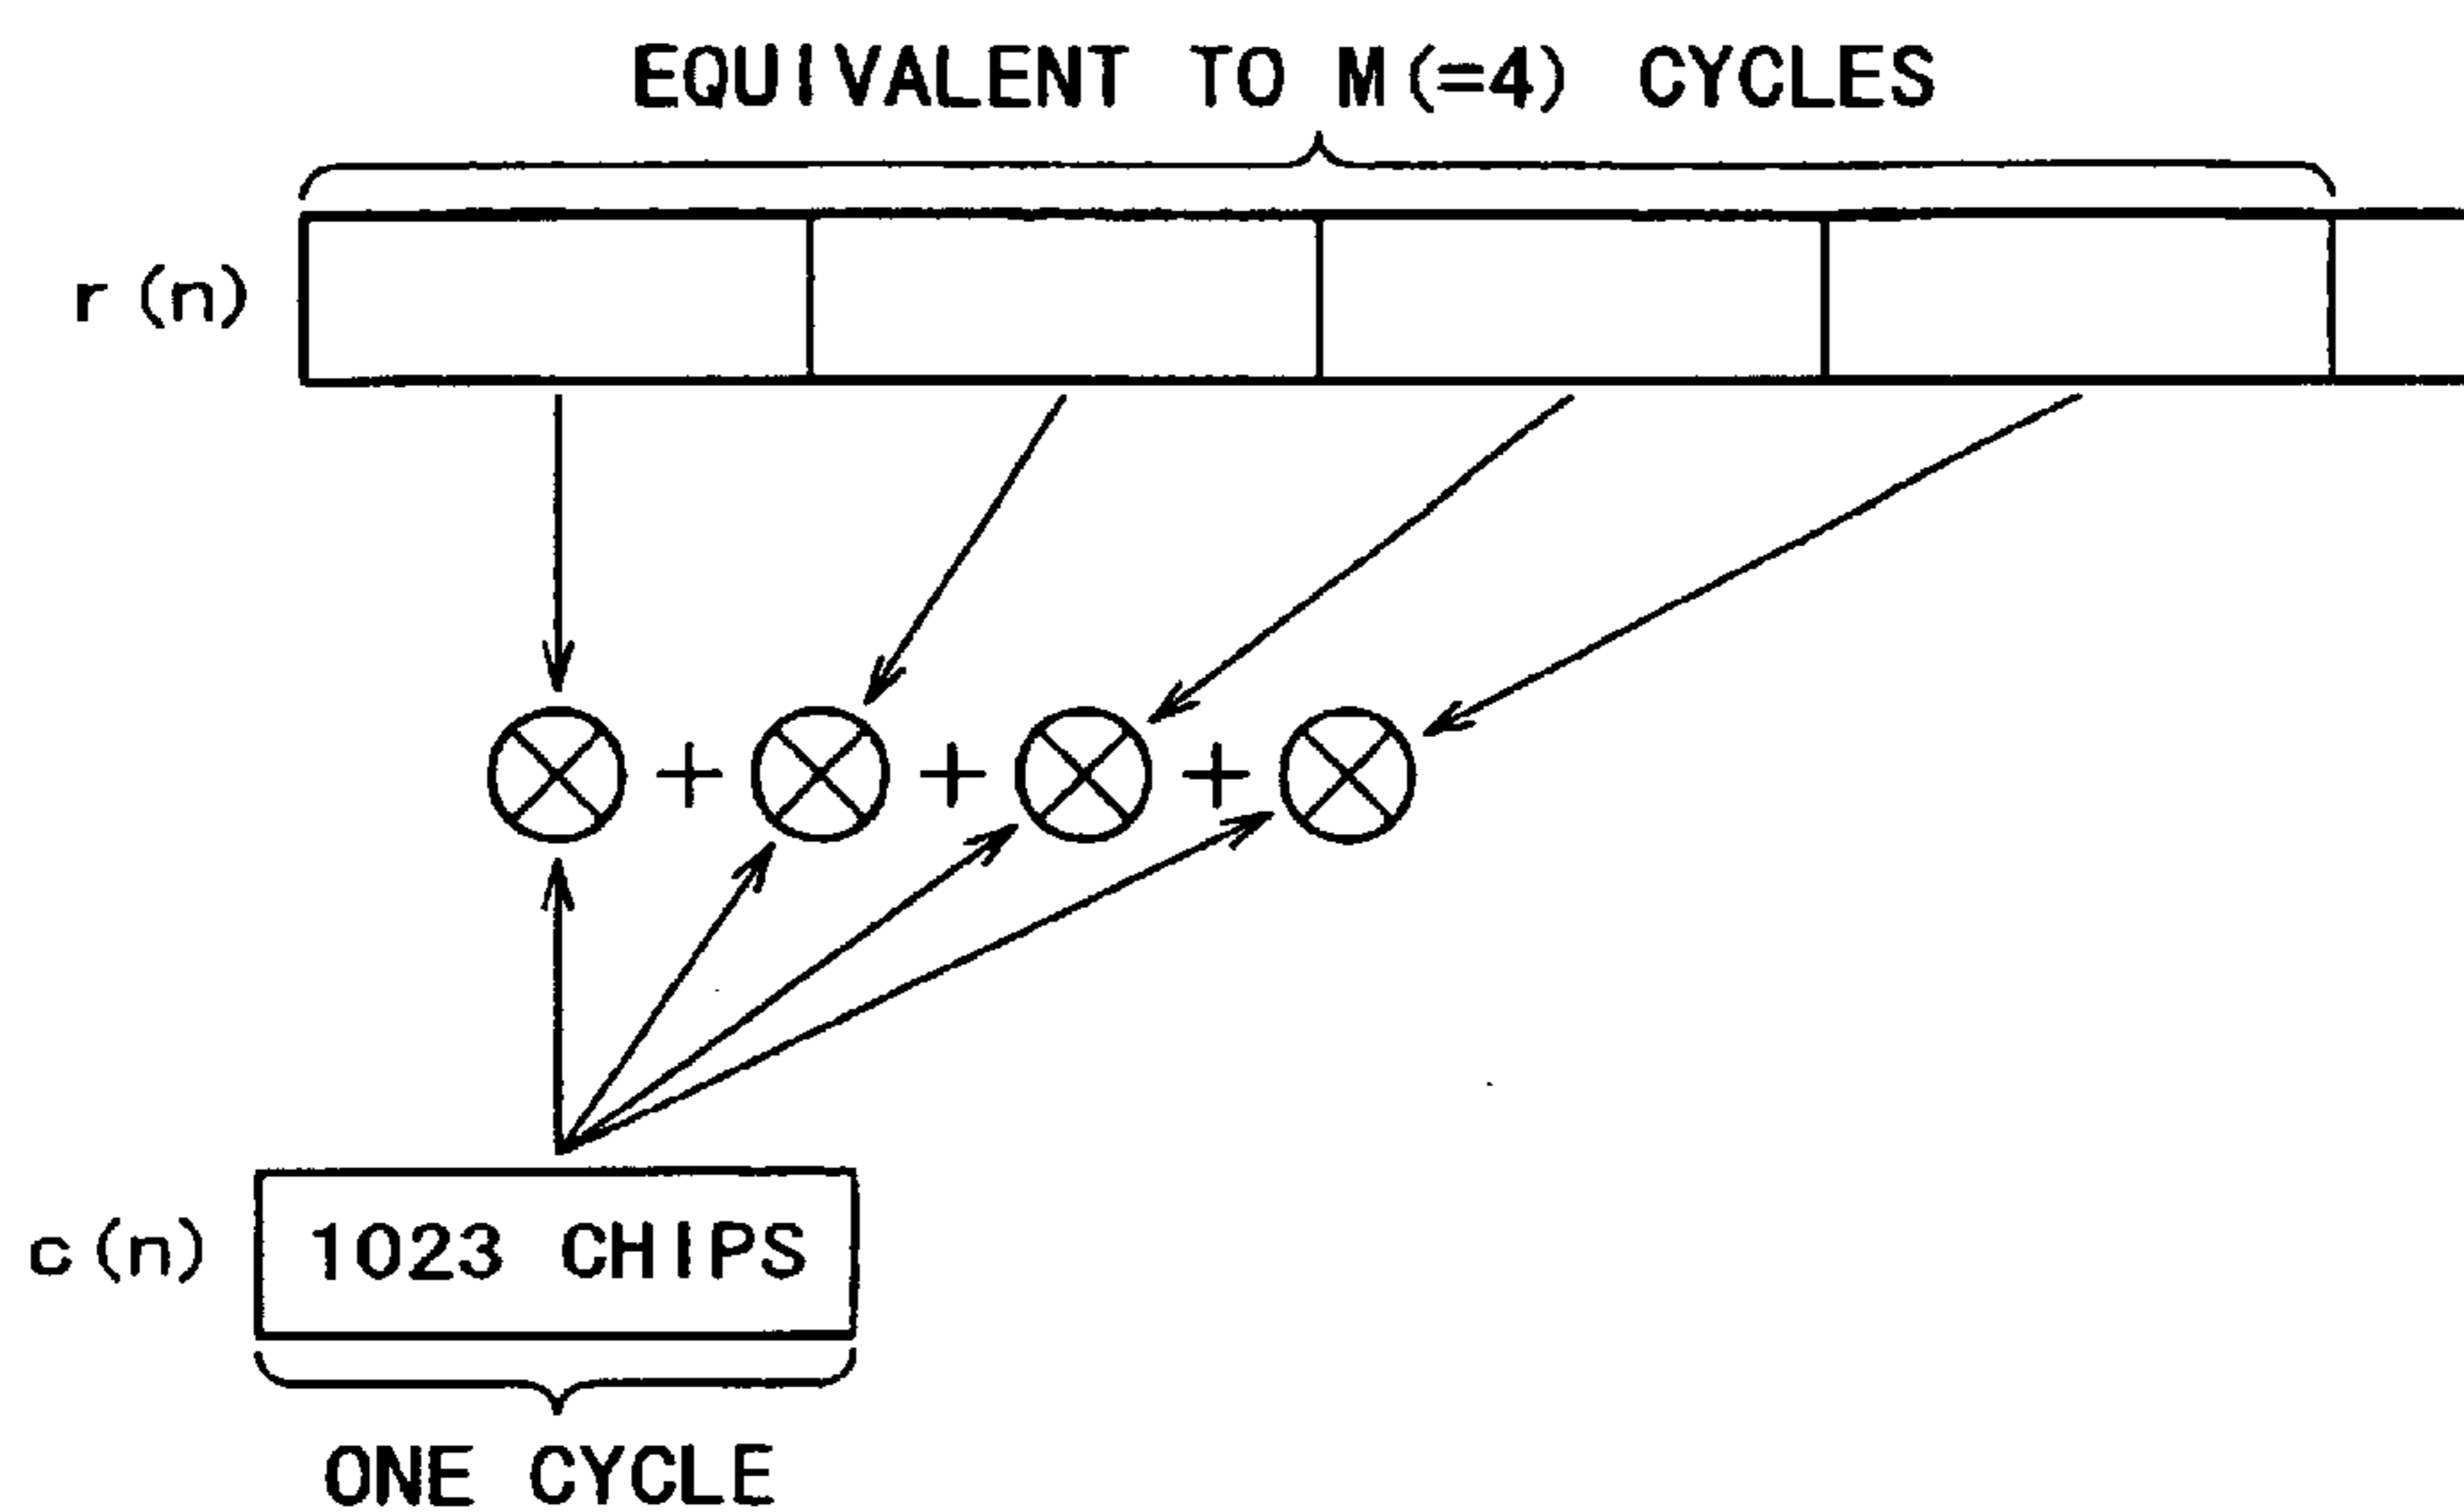 EQUIVALENT TO M(=4) CYCLES
r(n)
+ + +
c(n) 1023 CHIPS
ONE CYCLE